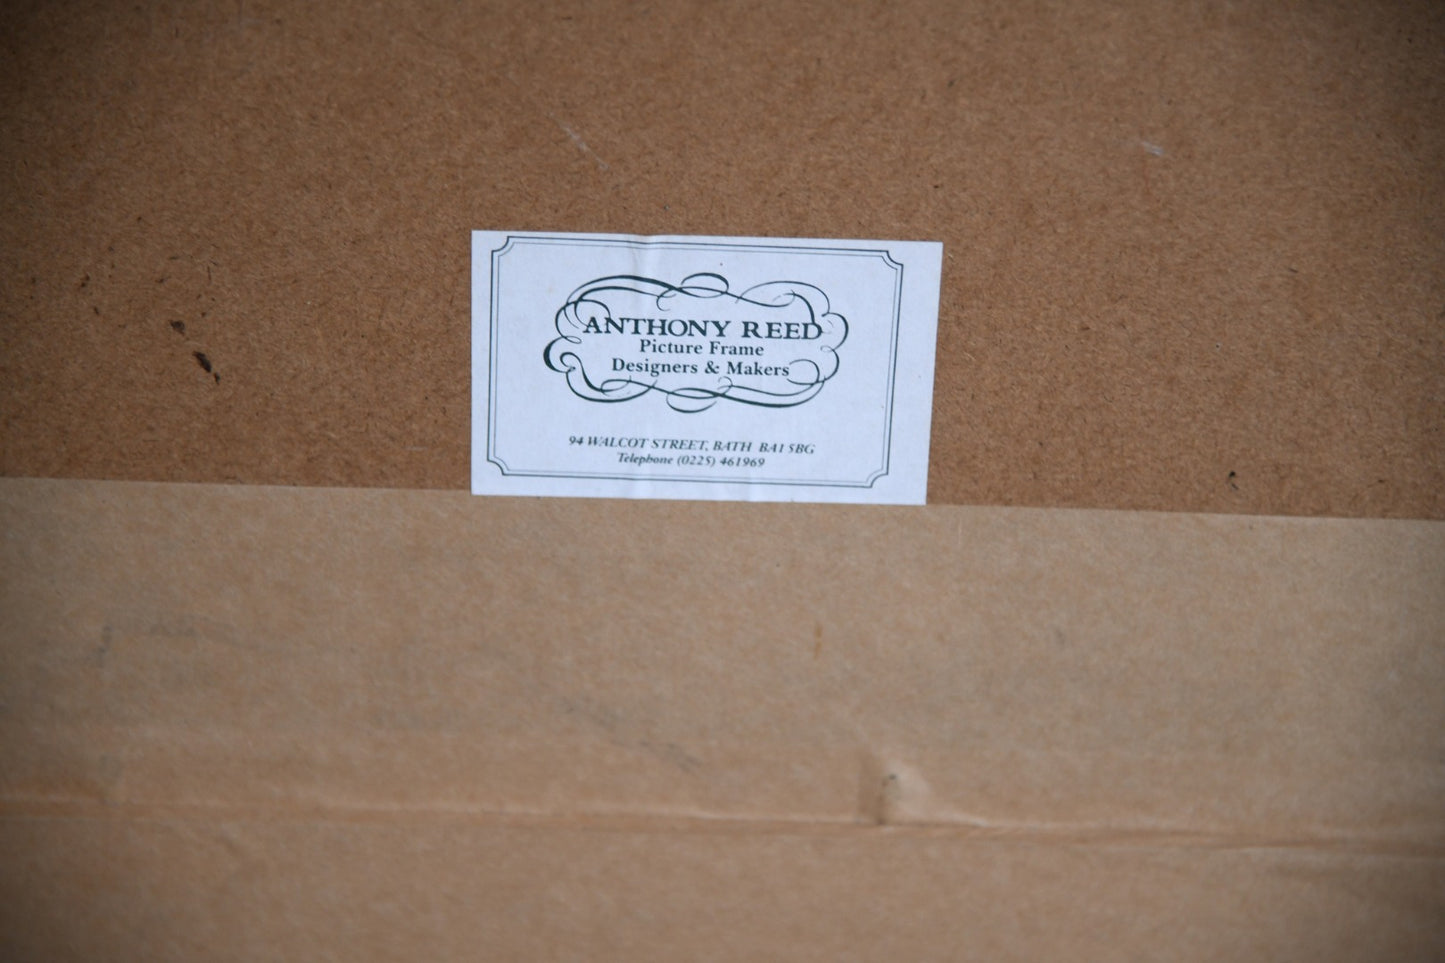 ANTHONY REED
Picture Frame
Designers & Makers
94 WALCOT STREET, BATH BA1 5BG
Telephone (0225) 461969